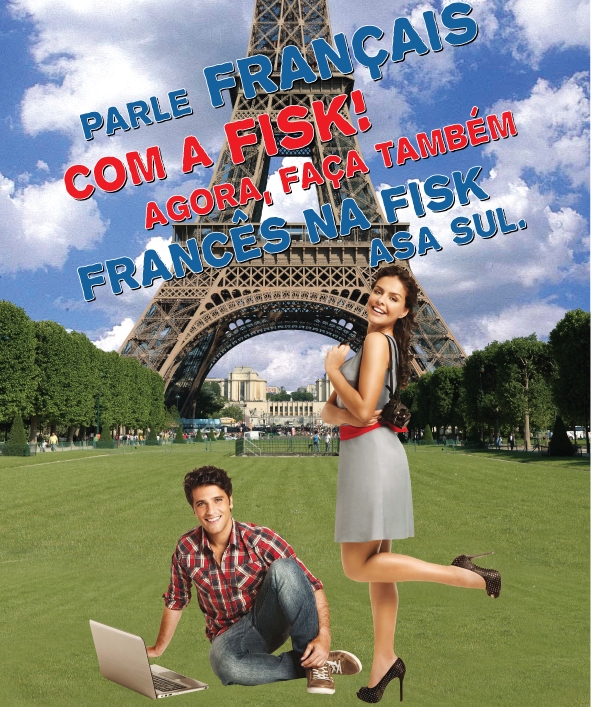 PARLE FRANÇAIS
COM A FISK!
AGORA, FAÇA TAMBÉM
FRANCÊS NA FISK
ASA SUL.